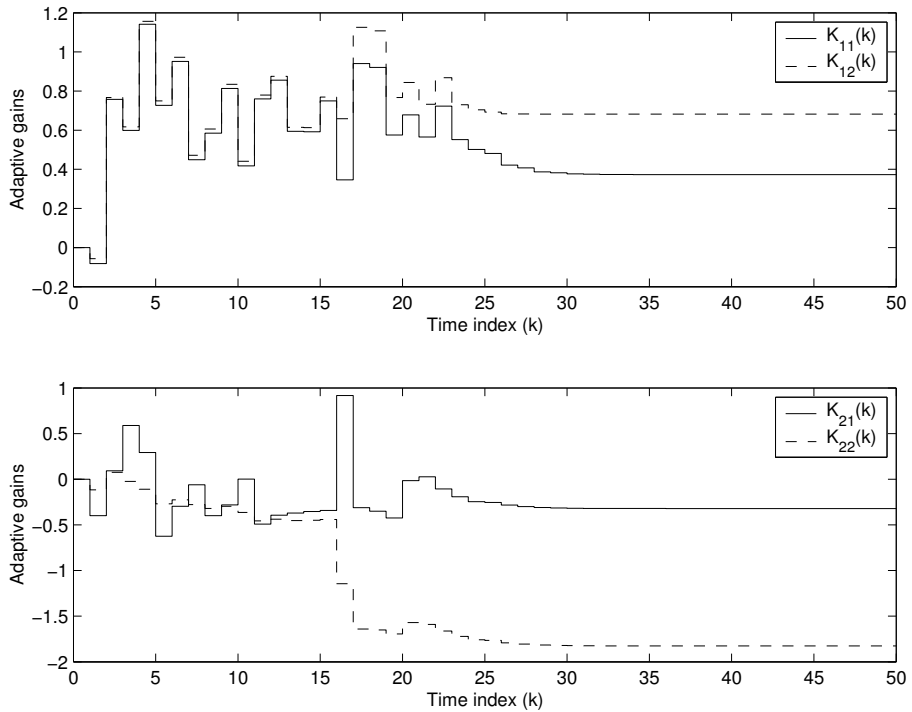 1.2
1
0.8
0.6
0.4
0.2
0
−0.2
Adaptive gains
K11(k)
K12(k)
0 5 10 15 20 25 30 35 40 45 50
Time index (k)
1
0.5
0
−0.5
−1
−1.5
−2
Adaptive gains
K21(k)
K22(k)
0 5 10 15 20 25 30 35 40 45 50
Time index (k)